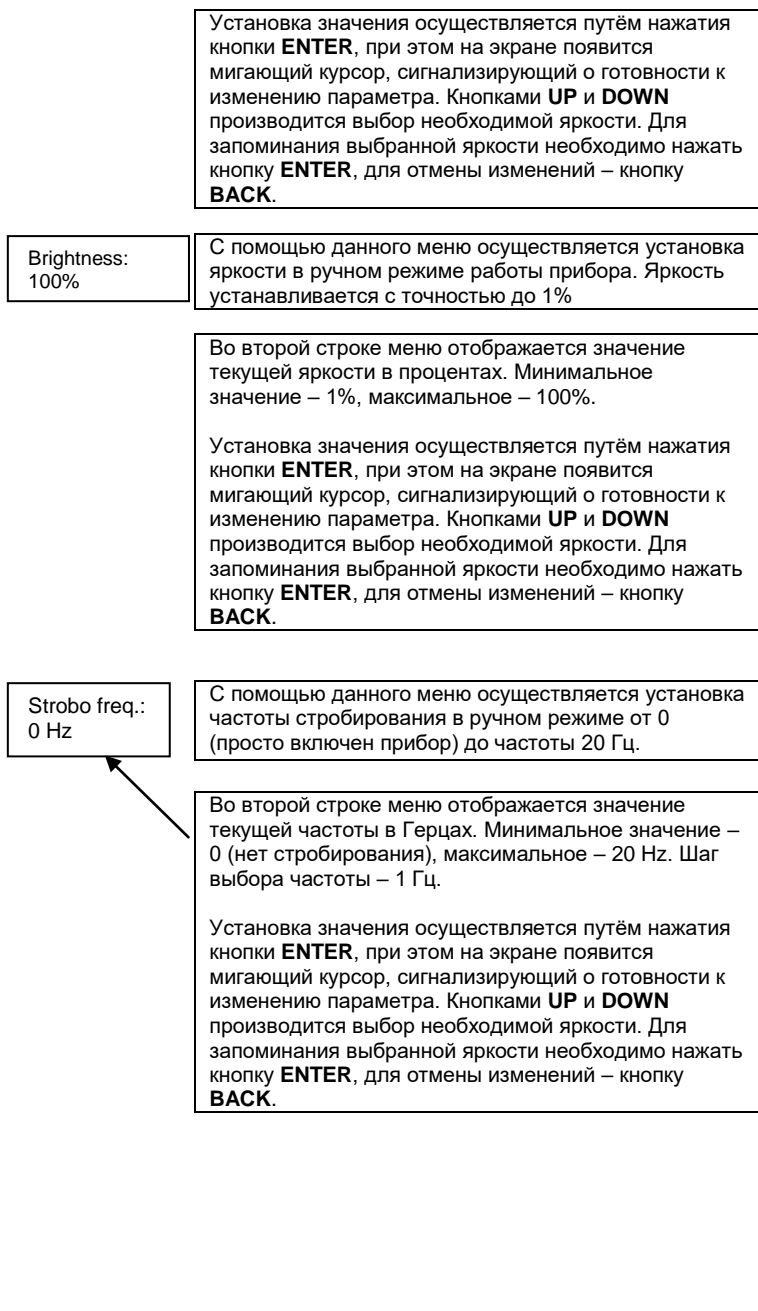 Установка значения осуществляется путём нажатия
кнопки ENTER, при этом на экране появится
мигающий курсор, сигнализирующий о готовности к
изменению параметра. Кнопками UP и DOWN
производится выбор необходимой яркости. Для
запоминания выбранной яркости необходимо нажать
кнопку ENTER, для отмены изменений – кнопку
BACK.
Brightness:
100%
С помощью данного меню осуществляется установка
яркости в ручном режиме работы прибора. Яркость
устанавливается с точностью до 1%
Во второй строке меню отображается значение
текущей яркости в процентах. Минимальное
значение – 1%, максимальное – 100%.
Установка значения осуществляется путём нажатия
кнопки ENTER, при этом на экране появится
мигающий курсор, сигнализирующий о готовности к
изменению параметра. Кнопками UP и DOWN
производится выбор необходимой яркости. Для
запоминания выбранной яркости необходимо нажать
кнопку ENTER, для отмены изменений – кнопку
BACK.
Strobo freq.:
0 Hz
С помощью данного меню осуществляется установка
частоты стробирования в ручном режиме от 0
(просто включен прибор) до частоты 20 Гц.
Во второй строке меню отображается значение
текущей частоты в Герцах. Минимальное значение –
0 (нет стробирования), максимальное – 20 Hz. Шаг
выбора частоты – 1 Гц.
Установка значения осуществляется путём нажатия
кнопки ENTER, при этом на экране появится
мигающий курсор, сигнализирующий о готовности к
изменению параметра. Кнопками UP и DOWN
производится выбор необходимой яркости. Для
запоминания выбранной яркости необходимо нажать
кнопку ENTER, для отмены изменений – кнопку
BACK.